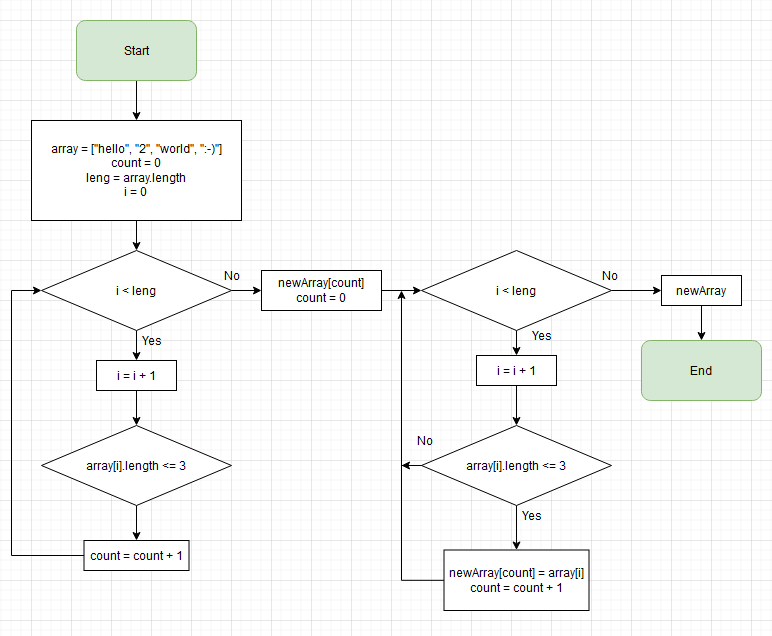 Start
array = ["hello", "2", "world", ":-)"]
count = 0
leng = array.length
i = 0
i < leng
No
Yes
i = i + 1
array[i].length <= 3
count = count + 1
newArray[count]
count = 0
i < leng
No
Yes
i = i + 1
array[i].length <= 3
No
Yes
newArray[count] = array[i]
count = count + 1
newArray
End